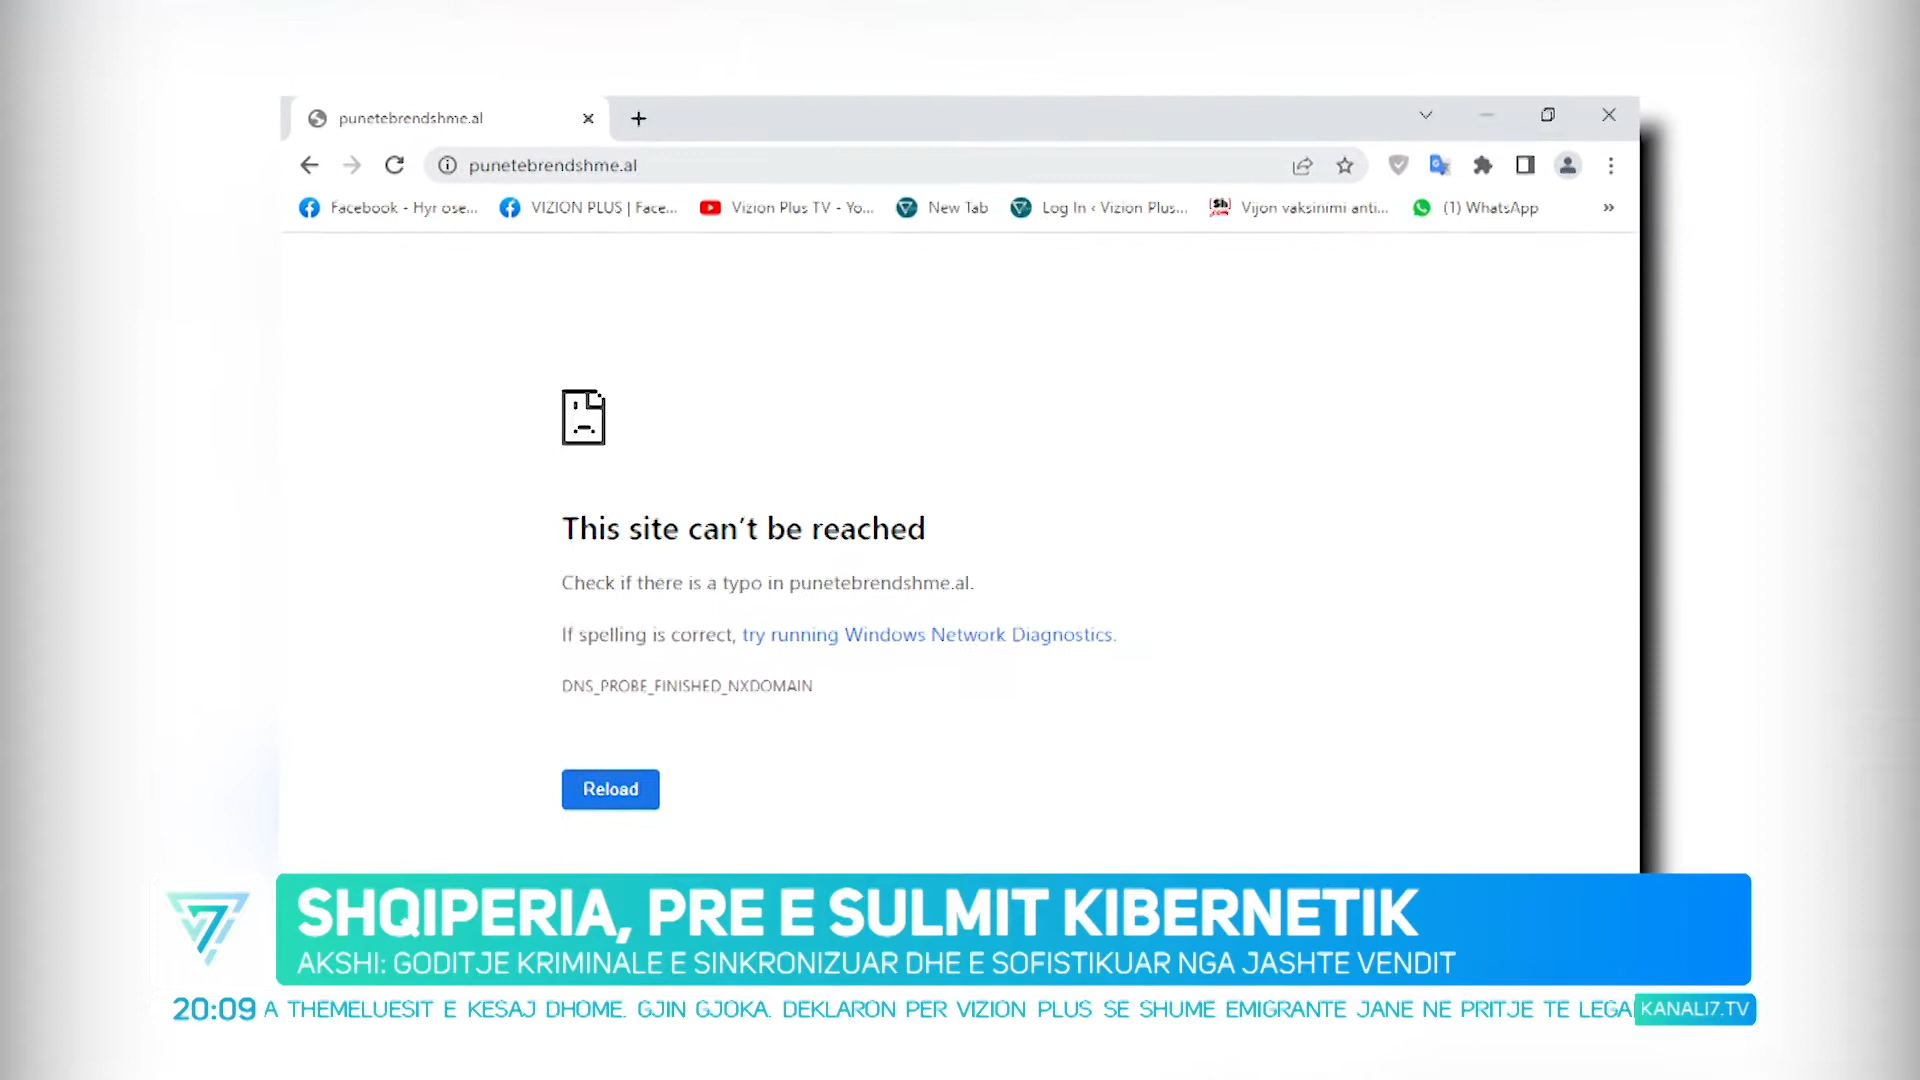 punetebrendshme.al
punetebrendshme.al
Facebook - Hyr ose... VIZION PLUS | Face... Vizion Plus TV - Yo... New Tab Log In ‹ Vizion Plus... Vijon vaksinimi anti... (1) WhatsApp »
This site can't be reached
Check if there is a typo in punetebrendshme.al.
If spelling is correct, try running Windows Network Diagnostics.
DNS_PROBE_FINISHED_NXDOMAIN
Reload
SHQIPERIA, PRE E SULMIT KIBERNETIK
AKSHI: GODITJE KRIMINALE E SINKRONIZUAR DHE E SOFISTIKUAR NGA JASHTE VENDIT
20:09 A THEMELUESIT E KESAJ DHOME. GJIN GJOKA. DEKLARON PER VIZION PLUS SE SHUME EMIGRANTE JANE NE PRITJE TE LEGA KANALI7.TV